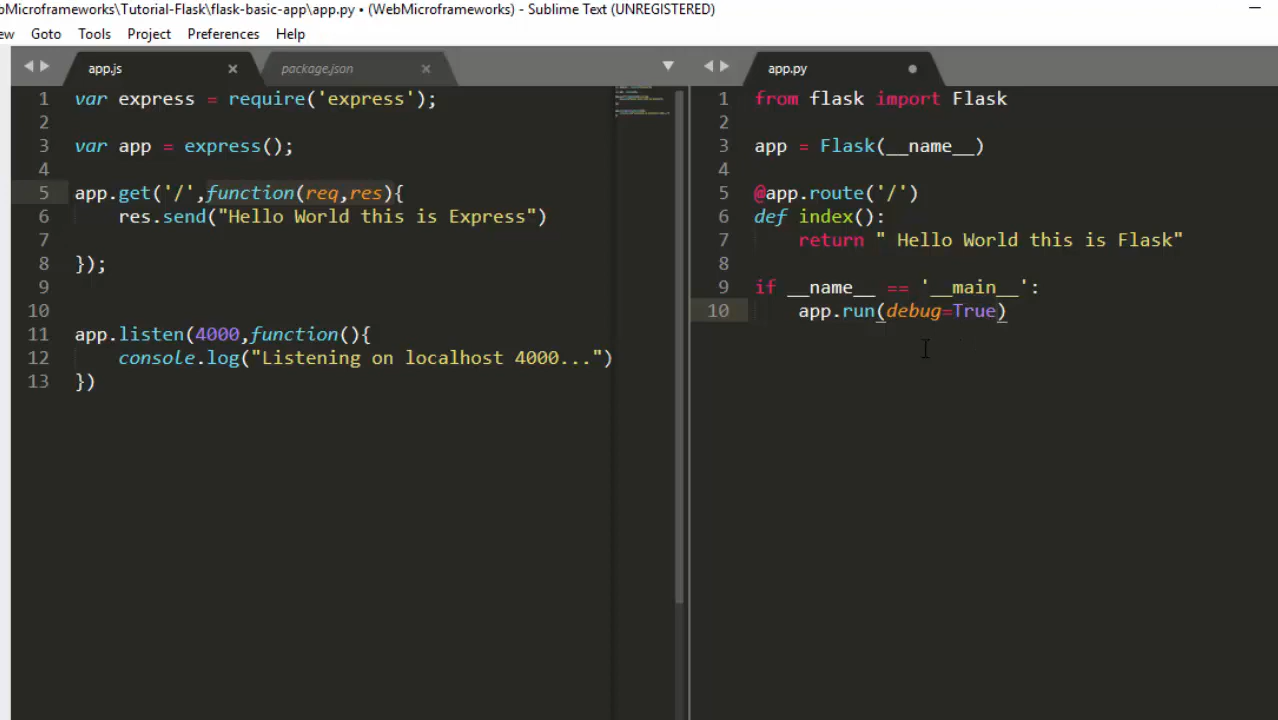 oMicroframeworks\Tutorial-Flask\flask-basic-app\app.py • (WebMicroframeworks) - Sublime Text (UNREGISTERED)
ew Goto Tools Project Preferences Help
app.js
package.json
1 var express = require('express');
2
3 var app = express();
4
5 app.get('/',function(req,res){
6 res.send("Hello World this is Express")
7
8 });
9
10
11 app.listen(4000,function(){
12 console.log("Listening on localhost 4000...")
13 })
app.py
1 from flask import Flask
2
3 app = Flask(__name__)
4
5 @app.route('/')
6 def index():
7 return " Hello World this is Flask"
8
9 if __name__ == '__main__':
10 app.run(debug=True)